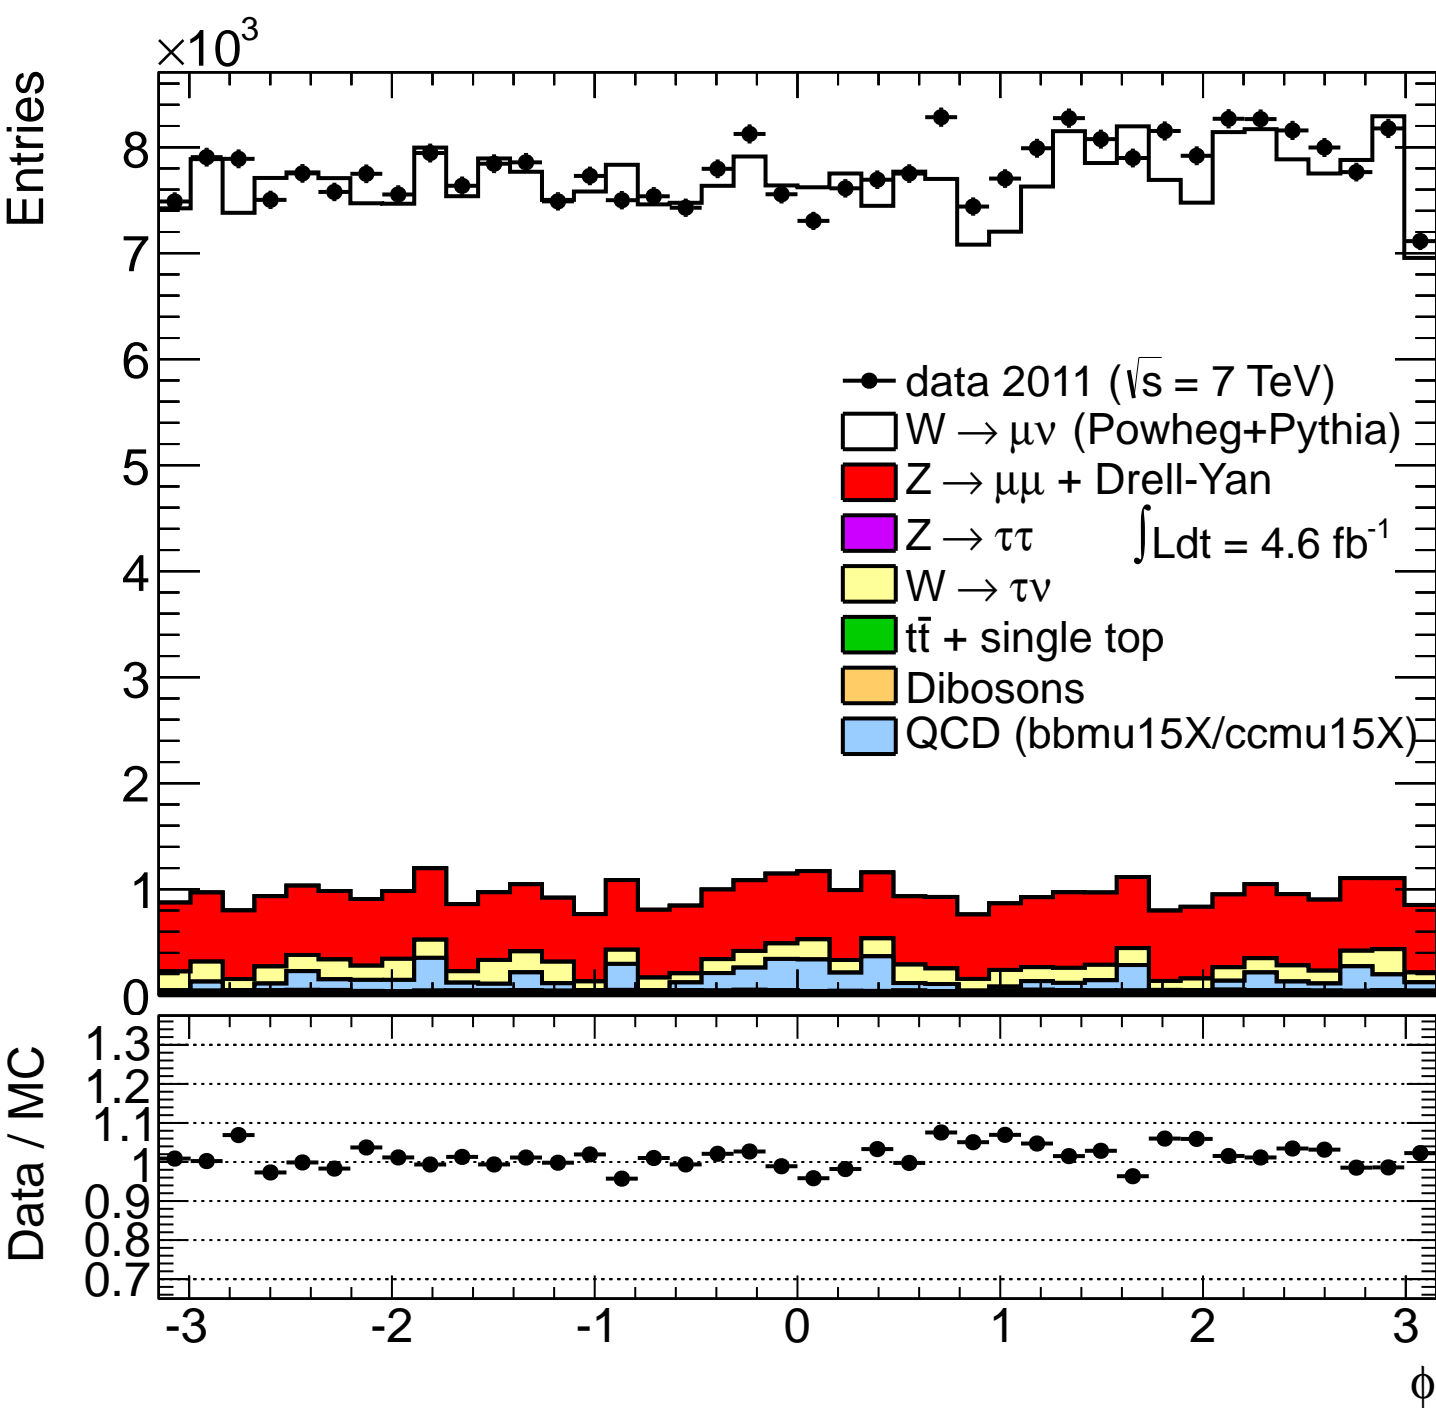 ×10³
Entries
8
7
6
5
4
3
2
1
0
data 2011 (√s = 7 TeV)
W → μν (Powheg+Pythia)
Z → μμ + Drell-Yan
Z → ττ
∫Ldt = 4.6 fb⁻¹
W → τν
tt̄ + single top
Dibosons
QCD (bbmu15X/ccmu15X)
Data / MC
1.3
1.2
1.1
1
0.9
0.8
0.7
-3 -2 -1 0 1 2 3
ϕ